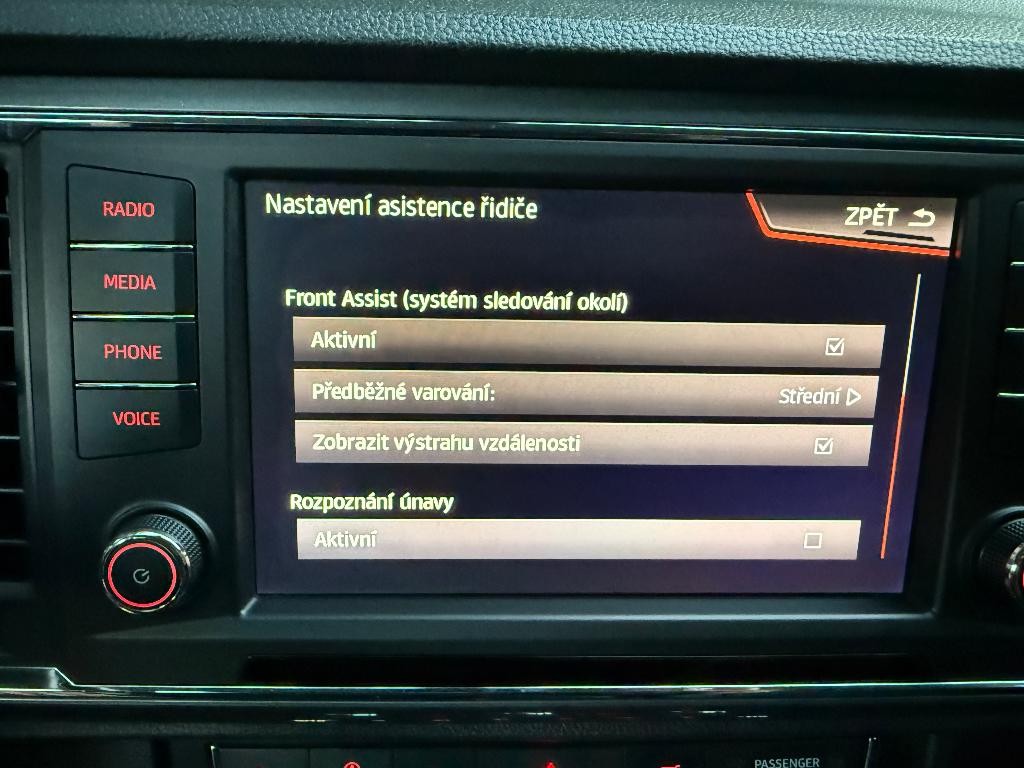 RADIO
MEDIA
PHONE
VOICE
Nastavení asistence řidiče
ZPĚT
Front Assist (systém sledování okolí)
Aktivní
Předběžné varování: Střední
Zobrazit výstrahu vzdálenosti
Rozpoznání únavy
Aktivní
PASSENGER